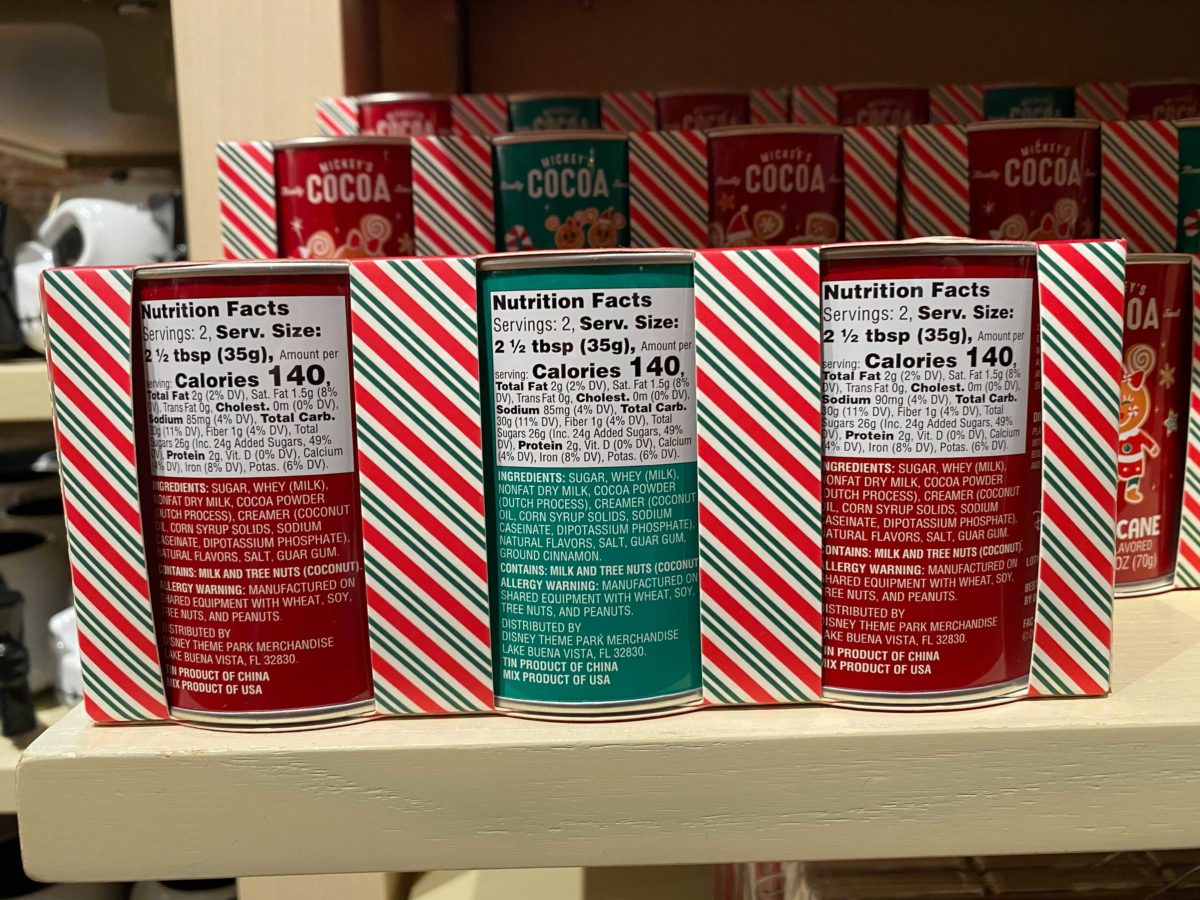 MICKEY'S
COCOA
MICKEY'S
COCOA
MICKEY'S
COCOA
MICKEY'S
COCOA
Nutrition Facts
Servings: 2, Serv. Size:
2 ½ tbsp (35g), Amount per
serving: Calories 140,
Total Fat 2g (2% DV), Sat. Fat 1.5g (8%
DV), Trans Fat 0g, Cholest. 0m (0% DV),
Sodium 85mg (4% DV), Total Carb.
30g (11% DV), Fiber 1g (4% DV), Total
Sugars 26g (Inc. 24g Added Sugars, 49%
DV), Protein 2g, Vit. D (0% DV), Calcium
(4% DV), Iron (8% DV), Potas. (6% DV).
INGREDIENTS: SUGAR, WHEY (MILK),
NONFAT DRY MILK, COCOA POWDER
(DUTCH PROCESS), CREAMER (COCONUT
OIL, CORN SYRUP SOLIDS, SODIUM
CASEINATE, DIPOTASSIUM PHOSPHATE),
NATURAL FLAVORS, SALT, GUAR GUM.
CONTAINS: MILK AND TREE NUTS (COCONUT).
ALLERGY WARNING: MANUFACTURED ON
SHARED EQUIPMENT WITH WHEAT, SOY,
TREE NUTS, AND PEANUTS.
DISTRIBUTED BY
DISNEY THEME PARK MERCHANDISE
LAKE BUENA VISTA, FL 32830.
TIN PRODUCT OF CHINA
MIX PRODUCT OF USA
Nutrition Facts
Servings: 2, Serv. Size:
2 ½ tbsp (35g), Amount per
serving: Calories 140,
Total Fat 2g (2% DV), Sat. Fat 1.5g (8%
DV), Trans Fat 0g, Cholest. 0m (0% DV),
Sodium 85mg (4% DV), Total Carb.
30g (11% DV), Fiber 1g (4% DV), Total
Sugars 26g (Inc. 24g Added Sugars, 49%
DV), Protein 2g, Vit. D (0% DV), Calcium
(4% DV), Iron (8% DV), Potas. (6% DV).
INGREDIENTS: SUGAR, WHEY (MILK),
NONFAT DRY MILK, COCOA POWDER
(DUTCH PROCESS), CREAMER (COCONUT
OIL, CORN SYRUP SOLIDS, SODIUM
CASEINATE, DIPOTASSIUM PHOSPHATE),
NATURAL FLAVORS, SALT, GUAR GUM,
GROUND CINNAMON.
CONTAINS: MILK AND TREE NUTS (COCONUT
ALLERGY WARNING: MANUFACTURED ON
SHARED EQUIPMENT WITH WHEAT, SOY,
TREE NUTS, AND PEANUTS.
DISTRIBUTED BY
DISNEY THEME PARK MERCHANDISE
LAKE BUENA VISTA, FL 32830.
TIN PRODUCT OF CHINA
MIX PRODUCT OF USA
Nutrition Facts
Servings: 2, Serv. Size:
2 ½ tbsp (35g), Amount per
serving: Calories 140,
Total Fat 2g (2% DV), Sat. Fat 1.5g (8%
DV), Trans Fat 0g, Cholest. 0m (0% DV),
Sodium 90mg (4% DV), Total Carb.
30g (11% DV), Fiber 1g (4% DV), Total
Sugars 26g (Inc. 24g Added Sugars, 49%
DV), Protein 2g, Vit. D (0% DV), Calcium
(4% DV), Iron (8% DV), Potas. (6% DV).
INGREDIENTS: SUGAR, WHEY (MILK),
NONFAT DRY MILK, COCOA POWDER
(DUTCH PROCESS), CREAMER (COCONUT
OIL, CORN SYRUP SOLIDS, SODIUM
CASEINATE, DIPOTASSIUM PHOSPHATE),
NATURAL FLAVORS, SALT, GUAR GUM.
CONTAINS: MILK AND TREE NUTS (COCONUT).
ALLERGY WARNING: MANUFACTURED ON
SHARED EQUIPMENT WITH WHEAT, SOY,
TREE NUTS, AND PEANUTS.
DISTRIBUTED BY
DISNEY THEME PARK MERCHANDISE
LAKE BUENA VISTA, FL 32830.
TIN PRODUCT OF CHINA
MIX PRODUCT OF USA
CANE
(70g)